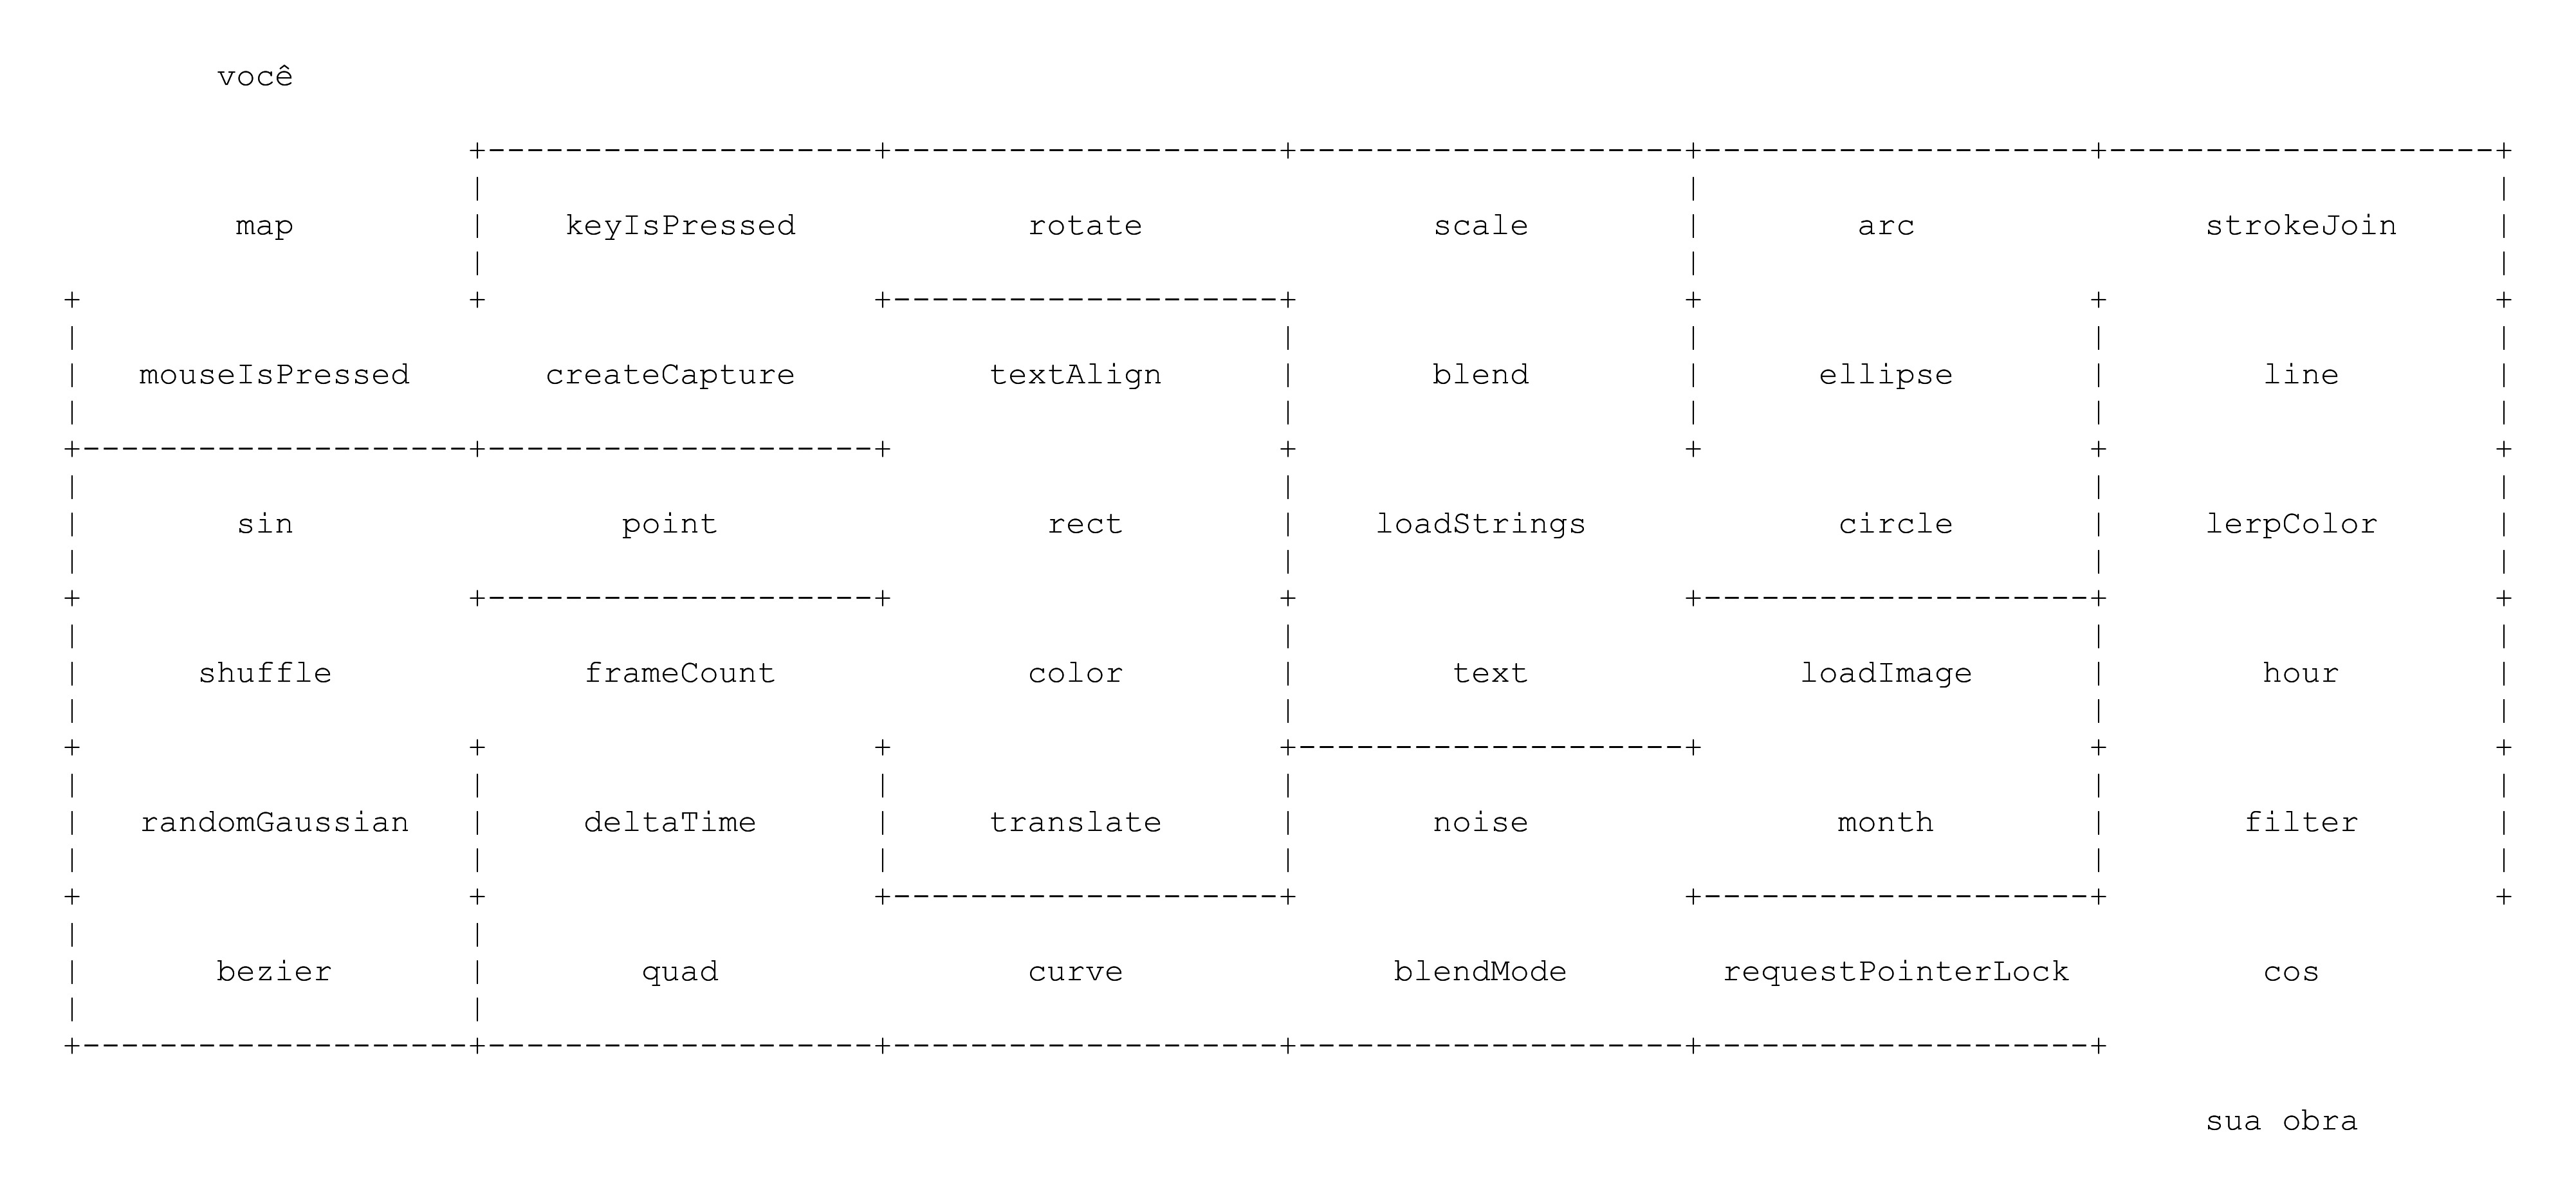 você
map keyIsPressed rotate scale arc strokeJoin
mouseIsPressed createCapture textAlign blend ellipse line
sin point rect loadStrings circle lerpColor
shuffle frameCount color text loadImage hour
randomGaussian deltaTime translate noise month filter
bezier quad curve blendMode requestPointerLock cos
sua obra